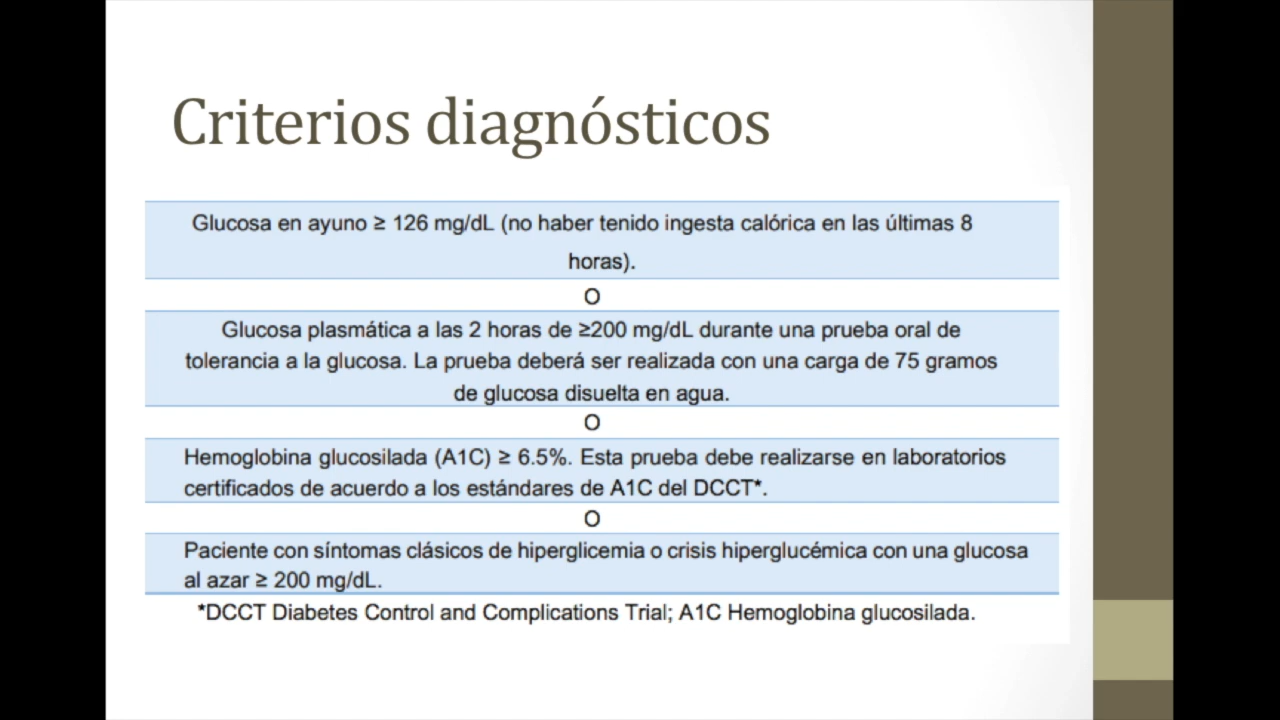 Criterios diagnósticos
Glucosa en ayuno ≥ 126 mg/dL (no haber tenido ingesta calórica en las últimas 8
horas).
O
Glucosa plasmática a las 2 horas de ≥200 mg/dL durante una prueba oral de
tolerancia a la glucosa. La prueba deberá ser realizada con una carga de 75 gramos
de glucosa disuelta en agua.
O
Hemoglobina glucosilada (A1C) ≥ 6.5%. Esta prueba debe realizarse en laboratorios
certificados de acuerdo a los estándares de A1C del DCCT*.
O
Paciente con síntomas clásicos de hiperglicemia o crisis hiperglucémica con una glucosa
al azar ≥ 200 mg/dL.
*DCCT Diabetes Control and Complications Trial; A1C Hemoglobina glucosilada.